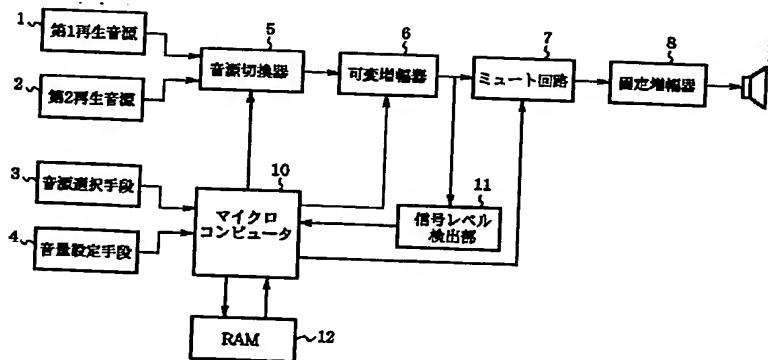 1
第1再生音源
2
第2再生音源
3
音源選択手段
4
音量設定手段
5
音源切換器
6
可変増幅器
7
ミュート回路
8
固定増幅器
10
マイクロ
コンピュータ
11
信号レベル
検出部
RAM
12